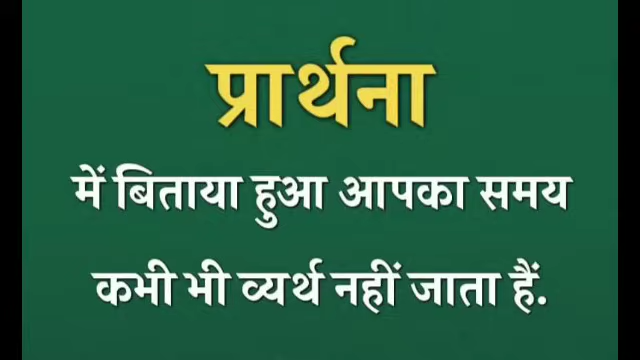 प्रार्थना
में बिताया हुआ आपका समय
कभी भी व्यर्थ नहीं जाता हैं.